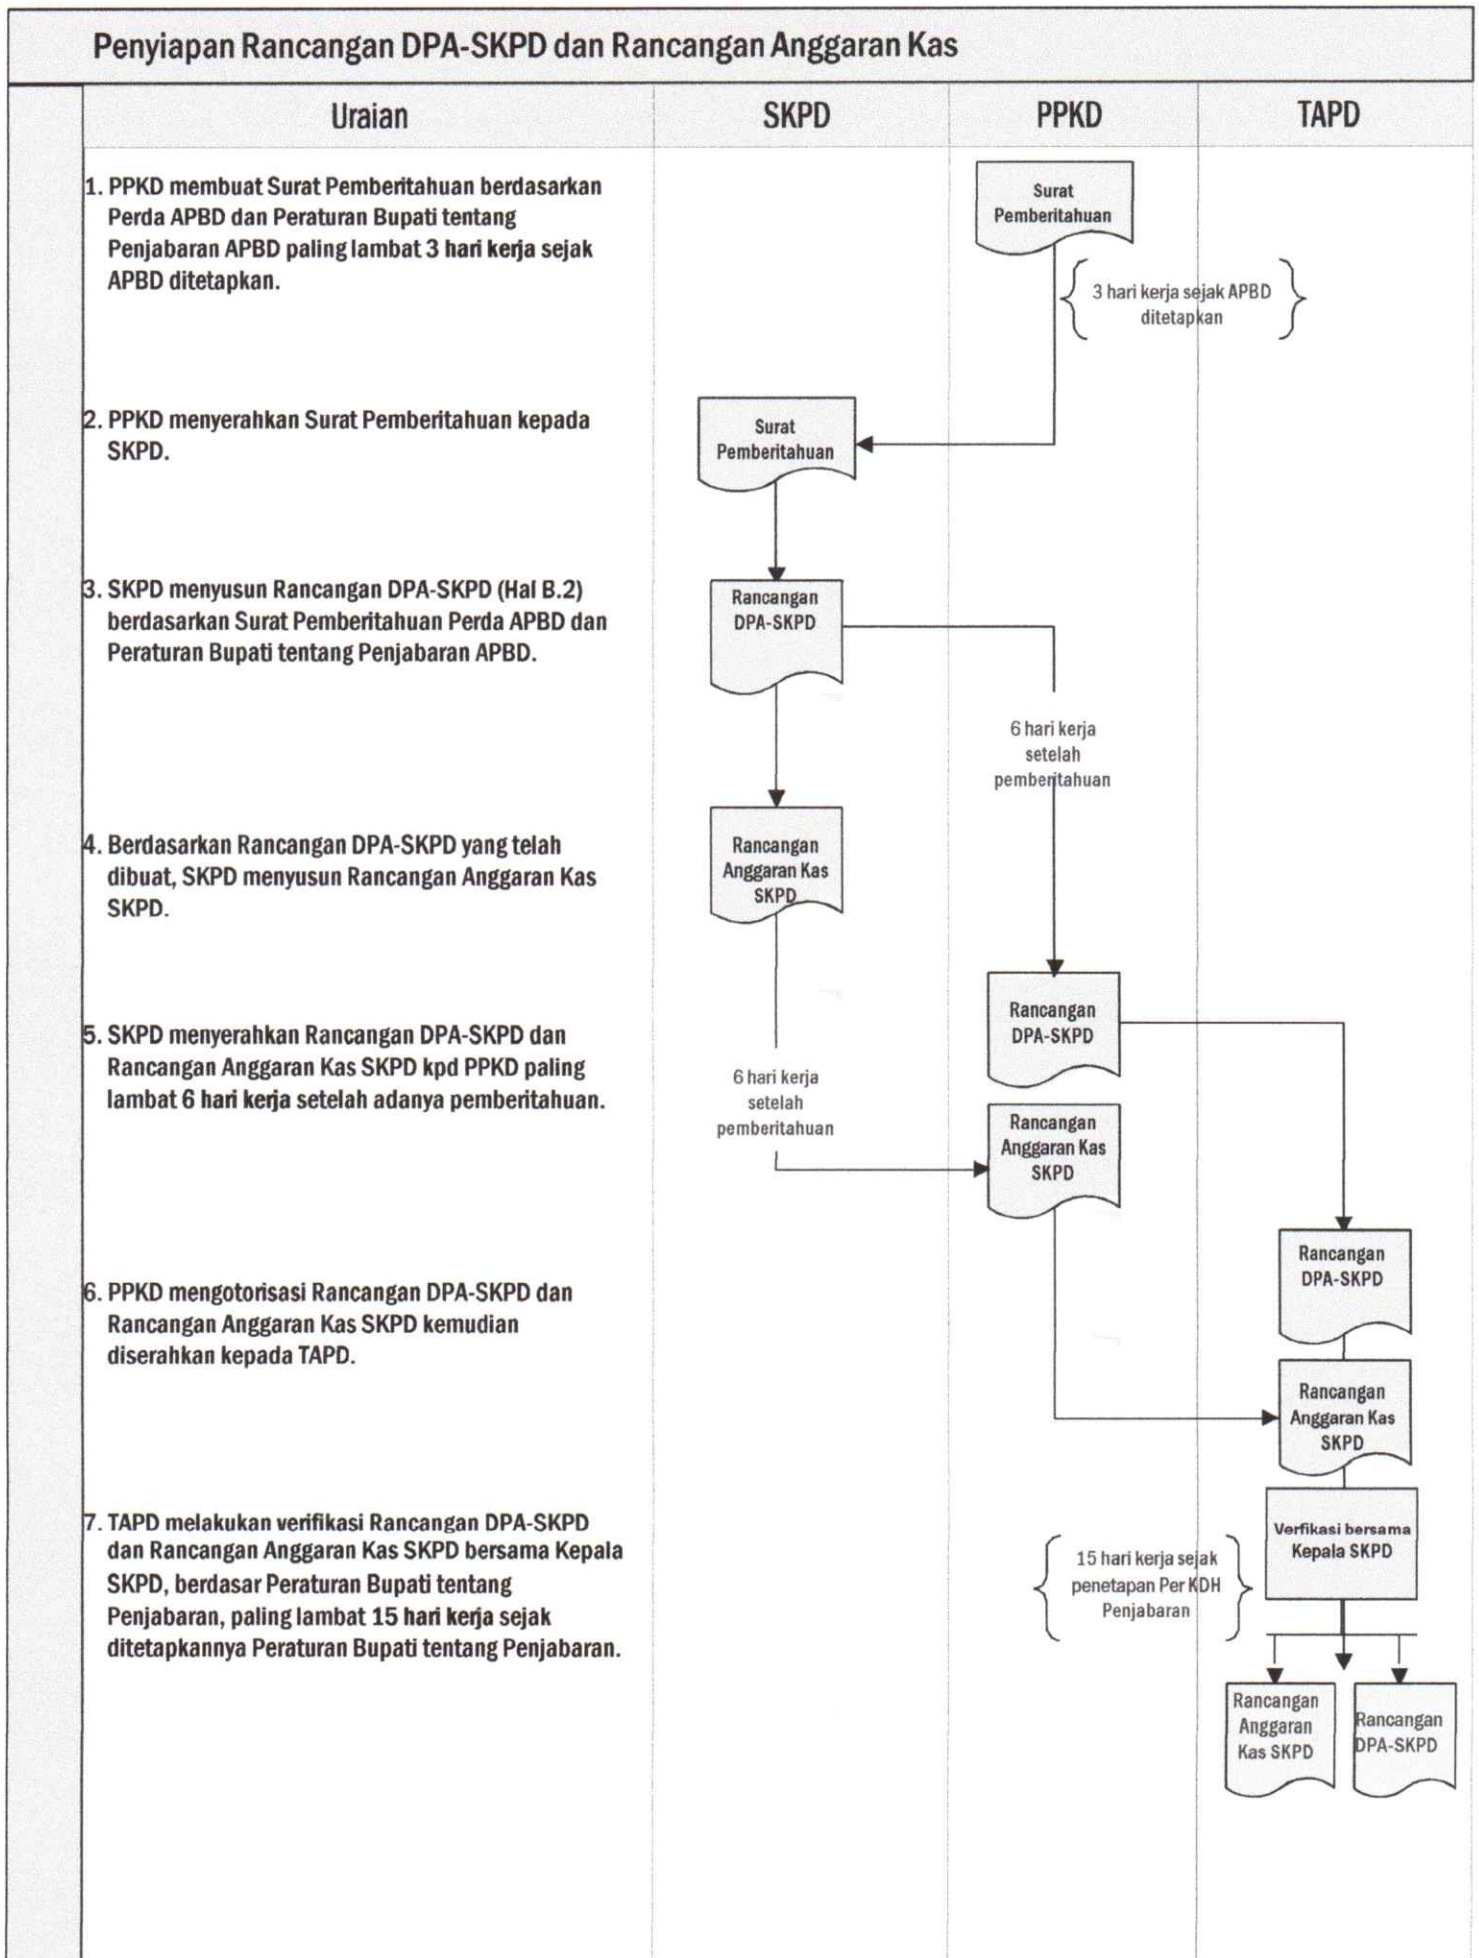 Penyiapan Rancangan DPA-SKPD dan Rancangan Anggaran Kas
Uraian
SKPD
PPKD
TAPD
1. PPKD membuat Surat Pemberitahuan berdasarkan
Perda APBD dan Peraturan Bupati tentang
Penjabaran APBD paling lambat 3 hari kerja sejak
APBD ditetapkan.
Surat
Pemberitahuan
3 hari kerja sejak APBD
ditetapkan
2. PPKD menyerahkan Surat Pemberitahuan kepada
SKPD.
Surat
Pemberitahuan
3. SKPD menyusun Rancangan DPA-SKPD (Hal B.2)
berdasarkan Surat Pemberitahuan Perda APBD dan
Peraturan Bupati tentang Penjabaran APBD.
Rancangan
DPA-SKPD
6 hari kerja
setelah
pemberitahuan
4. Berdasarkan Rancangan DPA-SKPD yang telah
dibuat, SKPD menyusun Rancangan Anggaran Kas
SKPD.
Rancangan
Anggaran Kas
SKPD
5. SKPD menyerahkan Rancangan DPA-SKPD dan
Rancangan Anggaran Kas SKPD kpd PPKD paling
lambat 6 hari kerja setelah adanya pemberitahuan.
6 hari kerja
setelah
pemberitahuan
Rancangan
DPA-SKPD
Rancangan
Anggaran Kas
SKPD
6. PPKD mengotorisasi Rancangan DPA-SKPD dan
Rancangan Anggaran Kas SKPD kemudian
diserahkan kepada TAPD.
Rancangan
DPA-SKPD
Rancangan
Anggaran Kas
SKPD
7. TAPD melakukan verifikasi Rancangan DPA-SKPD
dan Rancangan Anggaran Kas SKPD bersama Kepala
SKPD, berdasar Peraturan Bupati tentang
Penjabaran, paling lambat 15 hari kerja sejak
ditetapkannya Peraturan Bupati tentang Penjabaran.
15 hari kerja sejak
penetapan Per KDH
Penjabaran
Verfikasi bersama
Kepala SKPD
Rancangan
Anggaran
Kas SKPD
Rancangan
DPA-SKPD